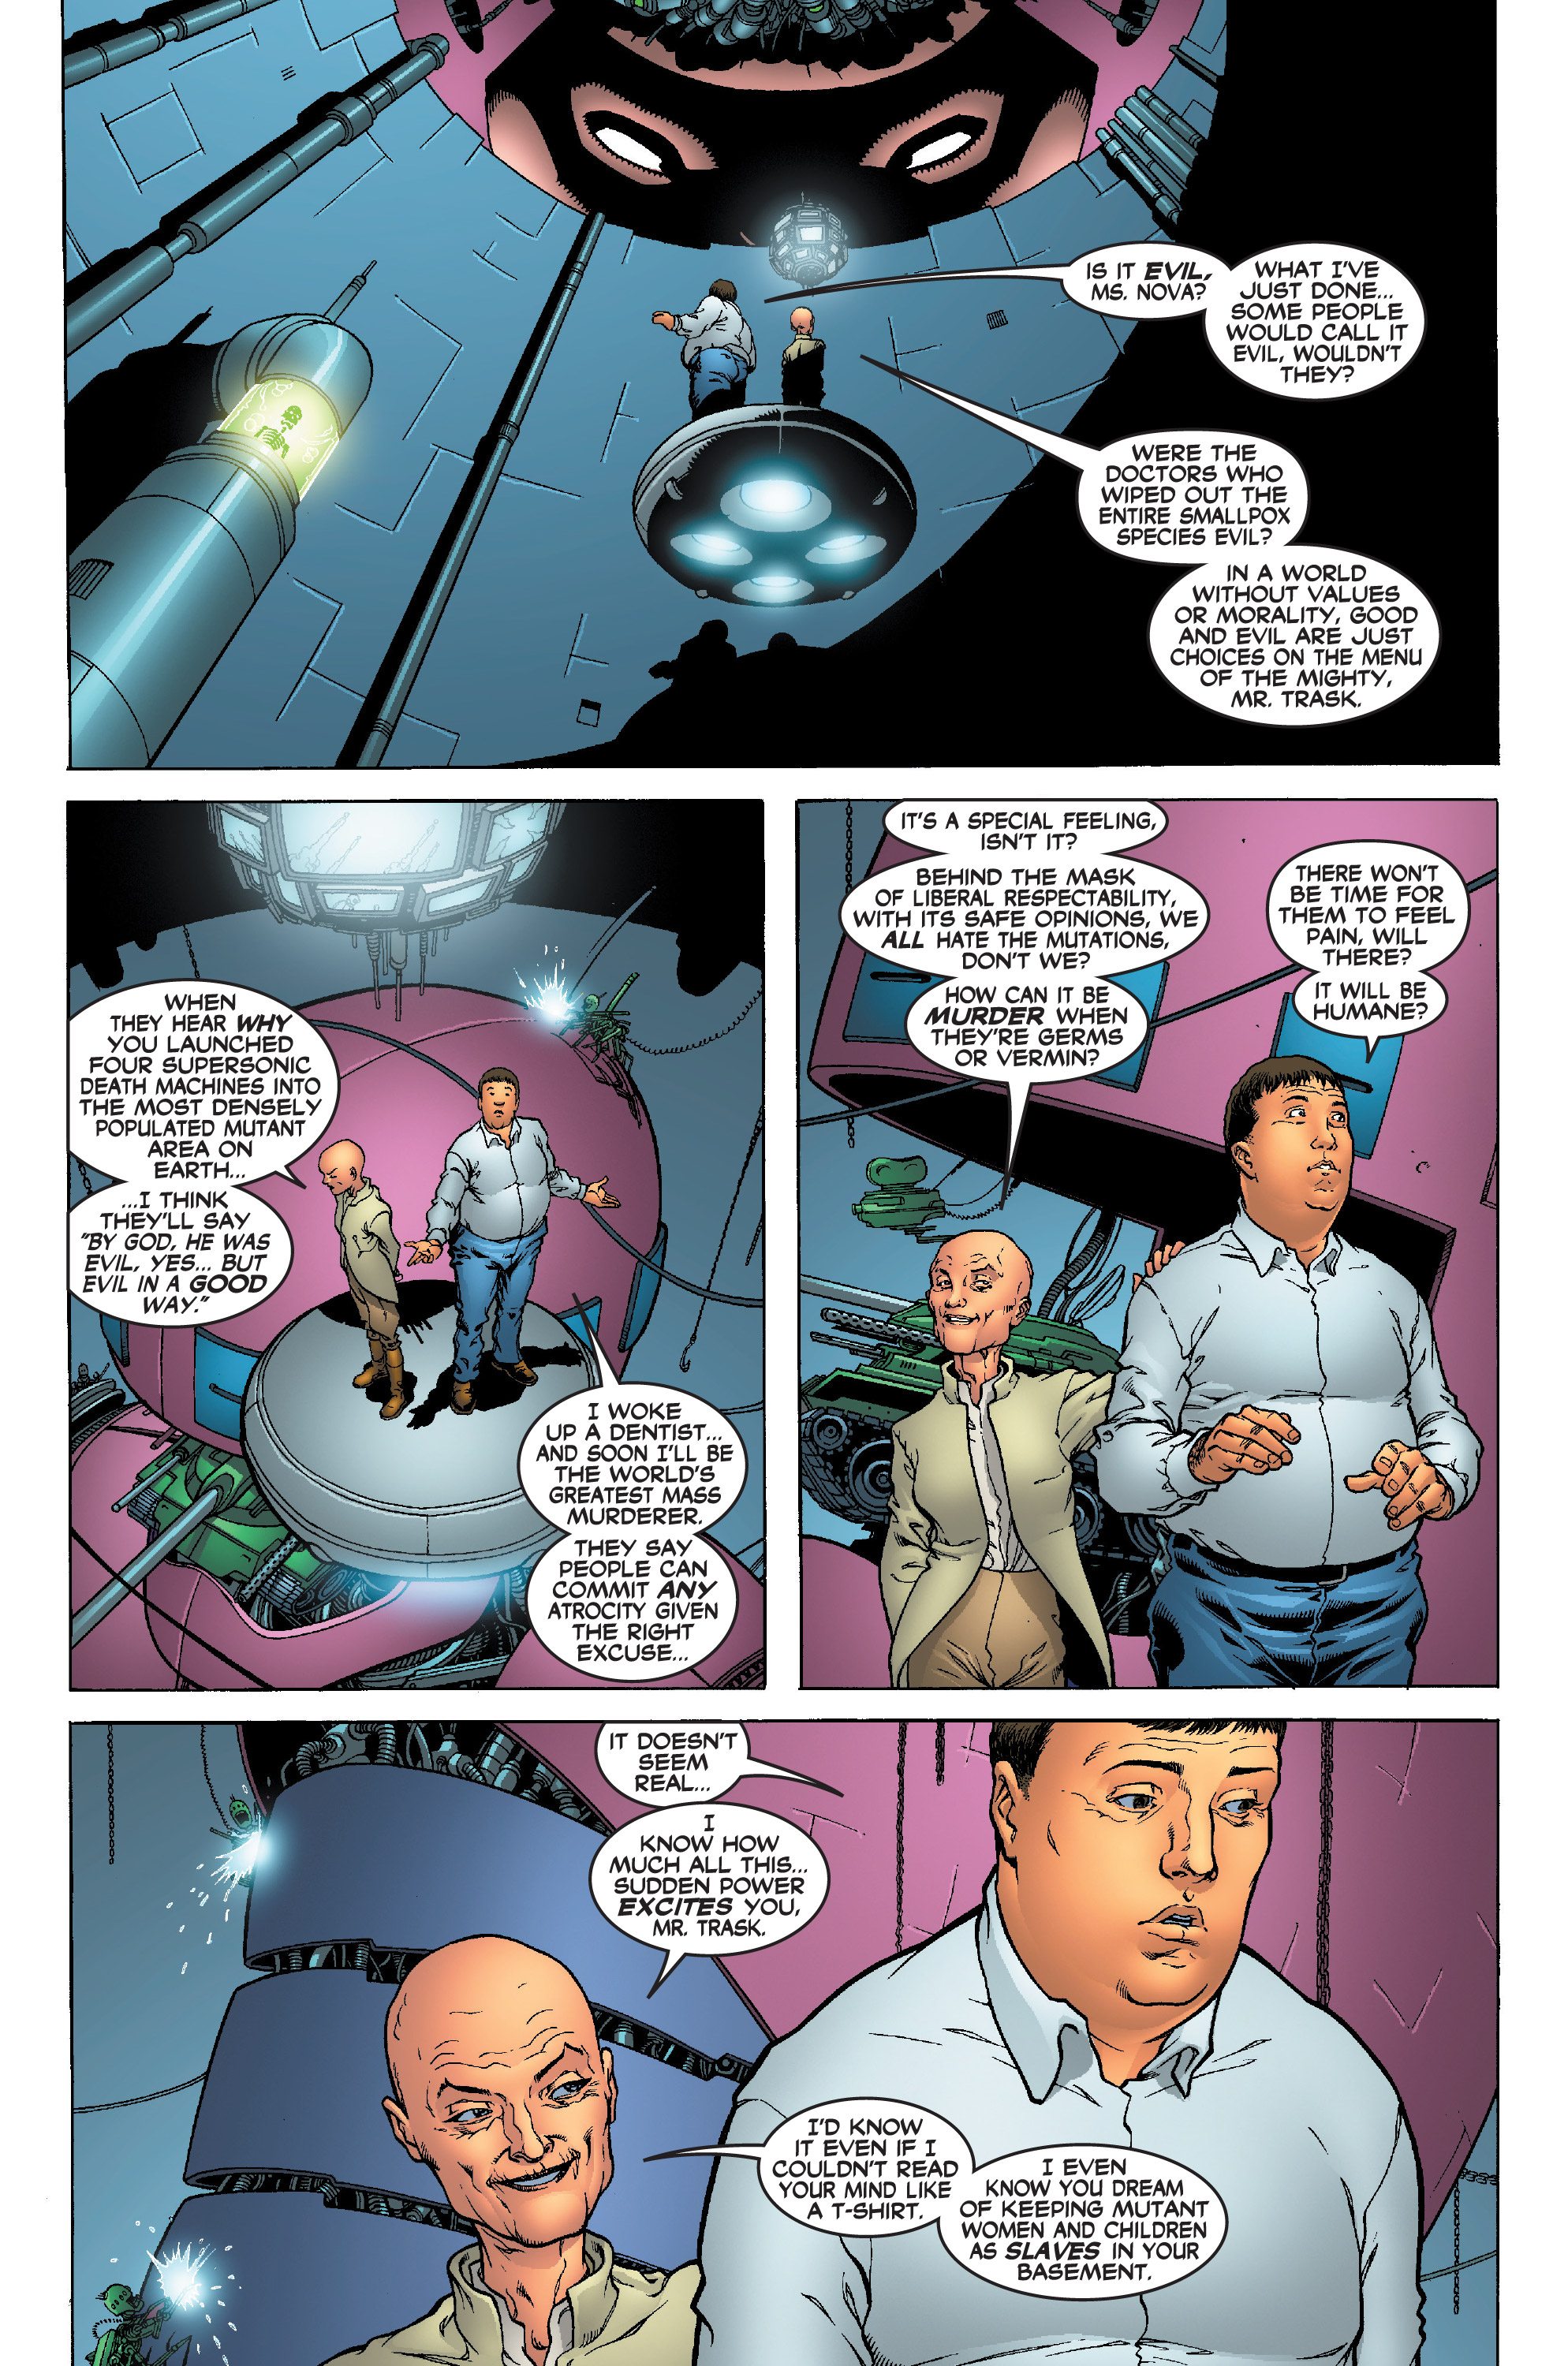 IS IT EVIL,
MS. NOVA?
WHAT I'VE
JUST DONE...
SOME PEOPLE
WOULD CALL IT
EVIL, WOULDN'T
THEY?
WERE THE
DOCTORS WHO
WIPED OUT THE
ENTIRE SMALLPOX
SPECIES EVIL?
IN A WORLD
WITHOUT VALUES
OR MORALITY, GOOD
AND EVIL ARE JUST
CHOICES ON THE MENU
OF THE MIGHTY,
MR. TRASK.
WHEN
THEY HEAR WHY
YOU LAUNCHED
FOUR SUPERSONIC
DEATH MACHINES INTO
THE MOST DENSELY
POPULATED MUTANT
AREA ON
EARTH...
...I THINK
THEY'LL SAY
"BY GOD, HE WAS
EVIL, YES... BUT
EVIL IN A GOOD
WAY."
I WOKE
UP A DENTIST...
AND SOON I'LL BE
THE WORLD'S
GREATEST MASS
MURDERER.
THEY SAY
PEOPLE CAN
COMMIT ANY
ATROCITY GIVEN
THE RIGHT
EXCUSE...
IT'S A SPECIAL FEELING,
ISN'T IT?
BEHIND THE MASK
OF LIBERAL RESPECTABILITY,
WITH ITS SAFE OPINIONS, WE
ALL HATE THE MUTATIONS,
DON'T WE?
HOW CAN IT BE
MURDER WHEN
THEY'RE GERMS
OR VERMIN?
THERE WON'T
BE TIME FOR
THEM TO FEEL
PAIN, WILL
THERE?
IT WILL BE
HUMANE?
IT DOESN'T
SEEM
REAL...
I
KNOW HOW
MUCH ALL THIS...
SUDDEN POWER
EXCITES YOU,
MR. TRASK.
I'D KNOW
IT EVEN IF I
COULDN'T READ
YOUR MIND LIKE
A T-SHIRT.
I EVEN
KNOW YOU DREAM
OF KEEPING MUTANT
WOMEN AND CHILDREN
AS SLAVES IN YOUR
BASEMENT.